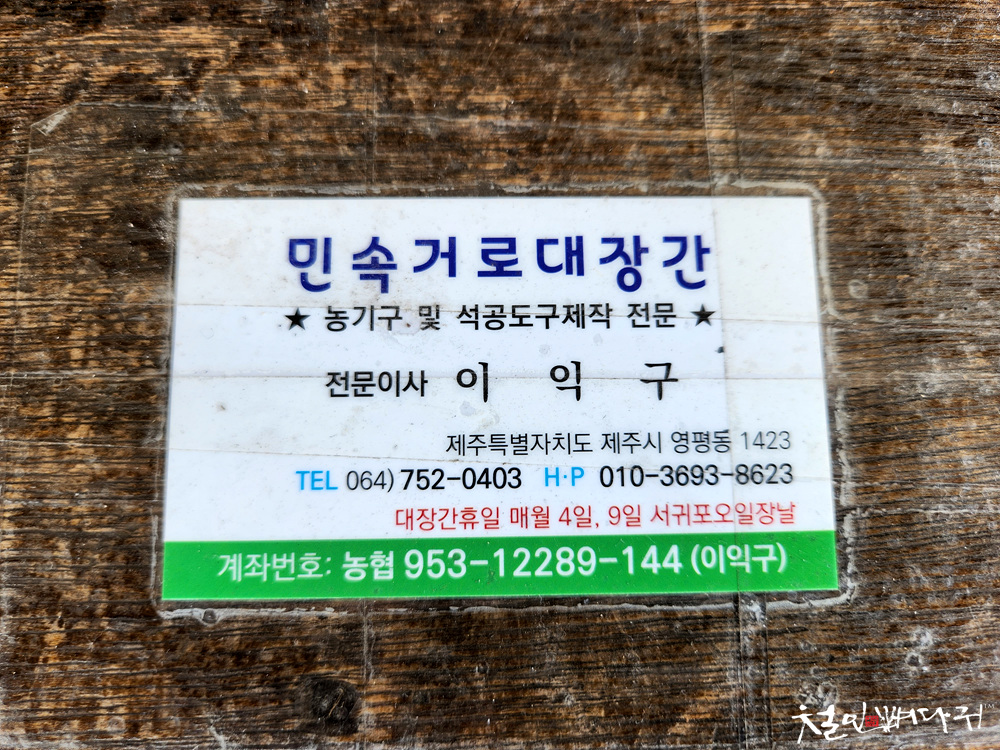 민속거로대장간
★ 농기구 및 석공도구제작 전문 ★
전문이사 이 익 구
제주특별자치도 제주시 영평동 1423
TEL 064) 752-0403 H·P 010-3693-8623
대장간휴일 매월 4일, 9일 서귀포오일장날
계좌번호: 농협 953-12289-144 (이익구)